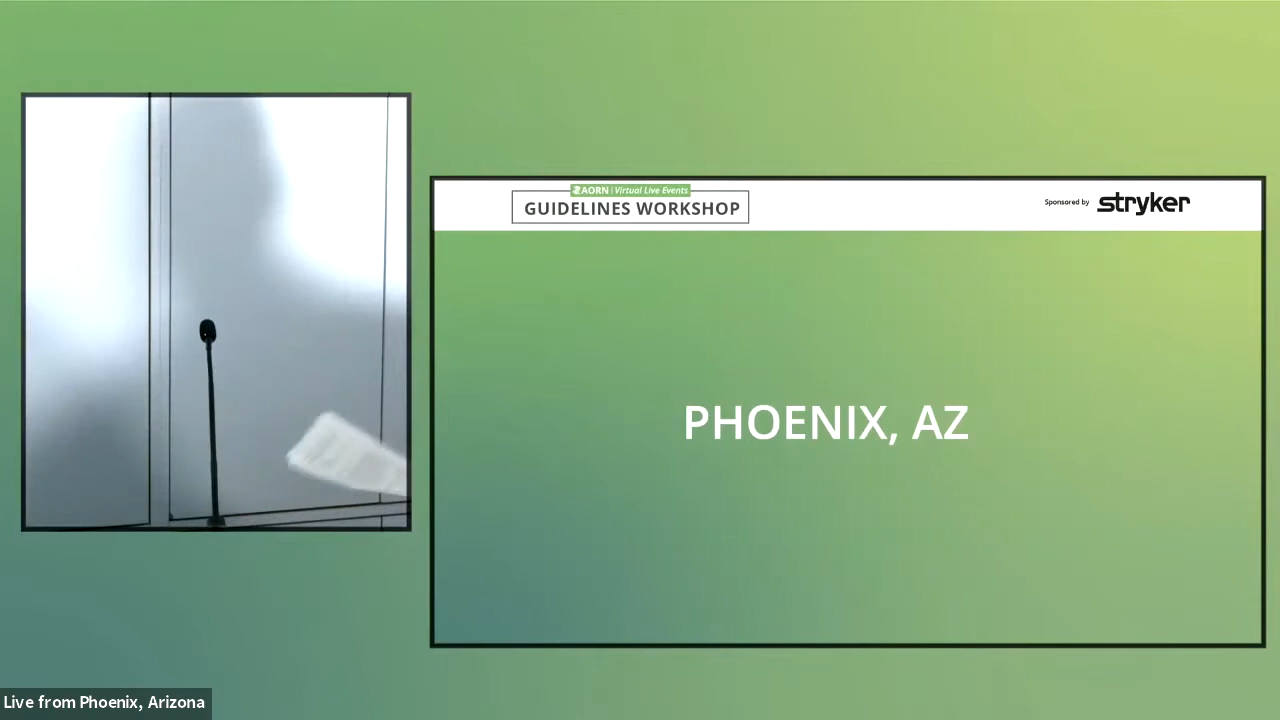 AORN | Virtual Live Events
GUIDELINES WORKSHOP
Sponsored by stryker
PHOENIX, AZ
Live from Phoenix, Arizona